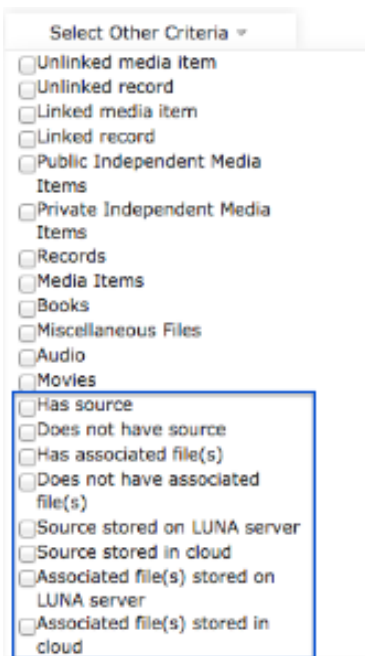 Select Other Criteria
Unlinked media item
Unlinked record
Linked media item
Linked record
Public Independent Media
Items
Private Independent Media
Items
Records
Media Items
Books
Miscellaneous Files
Audio
Movies
Has source
Does not have source
Has associated file(s)
Does not have associated
file(s)
Source stored on LUNA server
Source stored in cloud
Associated file(s) stored on
LUNA server
Associated file(s) stored in
cloud